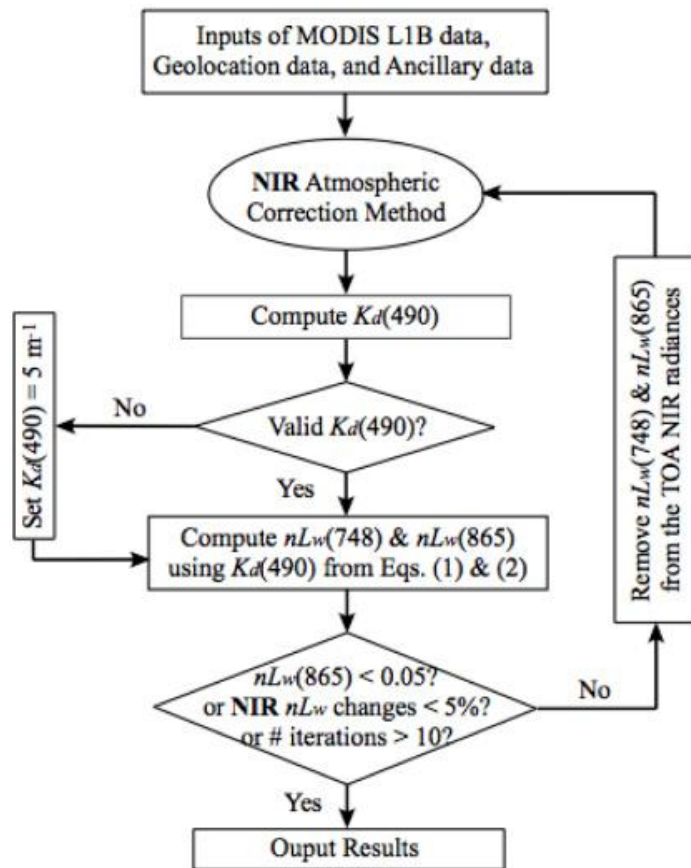 Inputs of MODIS L1B data,
Geolocation data, and Ancillary data
NIR Atmospheric
Correction Method
Compute Kd(490)
Valid Kd(490)?
No
Set Kd(490) = 5 m-1
Yes
Compute nLw(748) & nLw(865)
using Kd(490) from Eqs. (1) & (2)
nLw(865) < 0.05?
or NIR nLw changes < 5%?
or # iterations > 10?
No
Remove nLw(748) & nLw(865)
from the TOA NIR radiances
Yes
Ouput Results